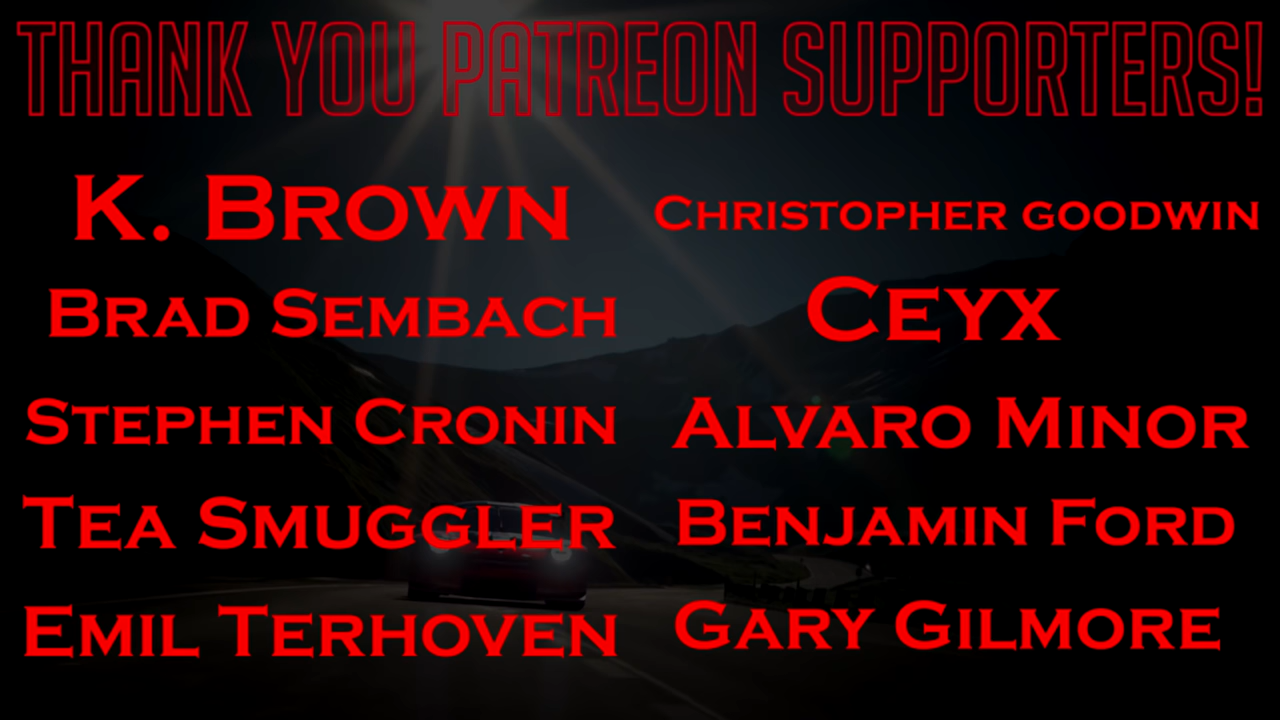 THANK YOU PATREON SUPPORTERS!
K. BROWN
CHRISTOPHER GOODWIN
BRAD SEMBACH
CEYX
STEPHEN CRONIN
ALVARO MINOR
TEA SMUGGLER
BENJAMIN FORD
EMIL TERHOVEN
GARY GILMORE